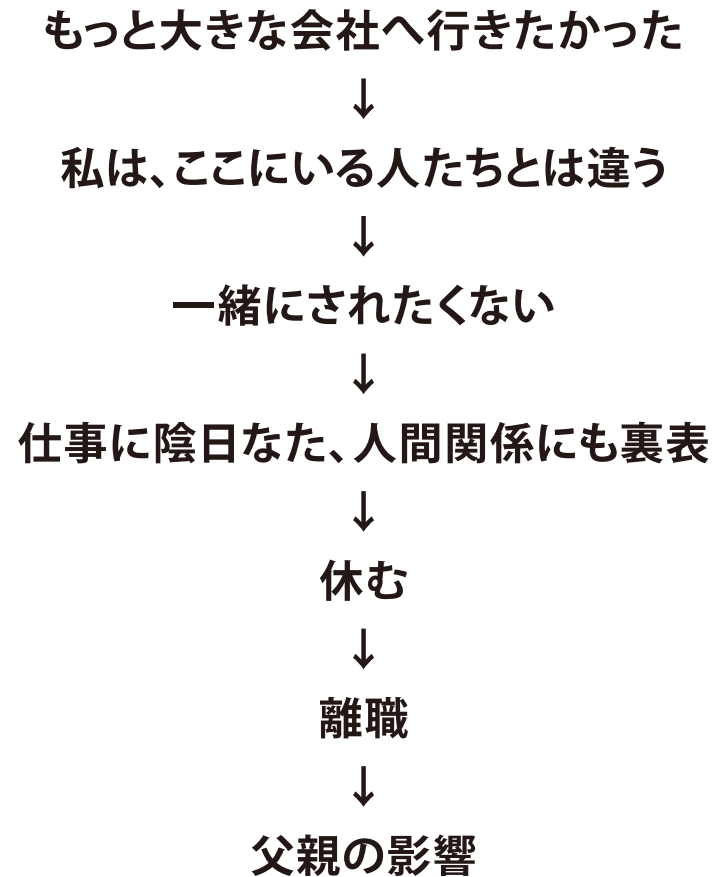 もっと大きな会社へ行きたかった
↓
私は、ここにいる人たちとは違う
↓
一緒にされたくない
↓
仕事に陰日なた、人間関係にも裏表
↓
休む
↓
離職
↓
父親の影響